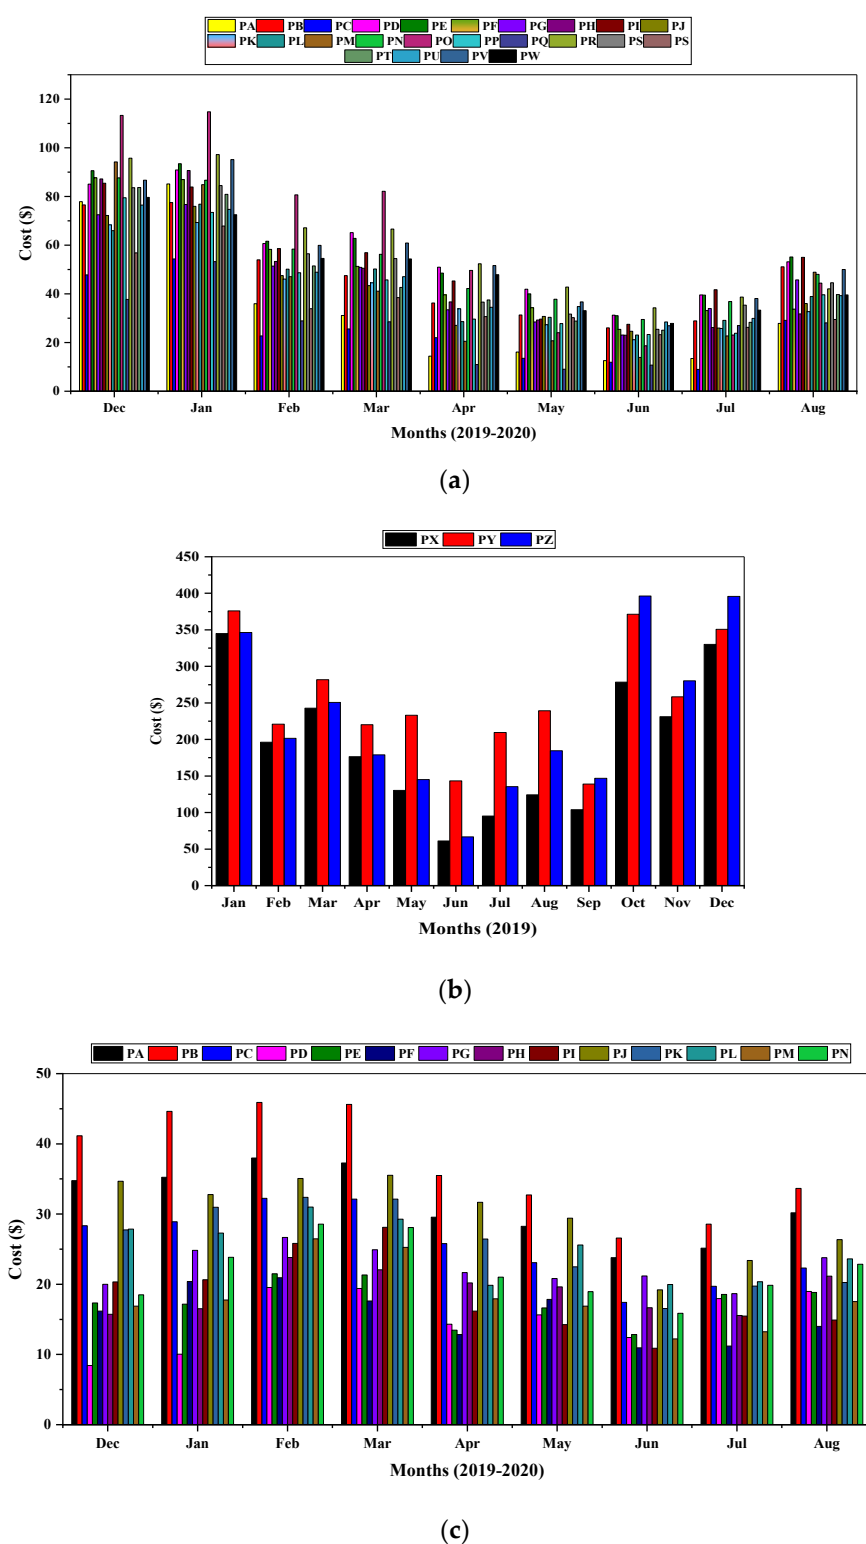 PA PB PC PD PE PF PG PH PI PJ
PK PL PM PN PO PP PQ PR PS PS
PT PU PV PW
120
100
80
60
40
20
0
Cost ($)
Dec Jan Feb Mar Apr May Jun Jul Aug
Months (2019-2020)
(a)
PX PY PZ
450
400
350
300
250
200
150
100
50
0
Cost ($)
Jan Feb Mar Apr May Jun Jul Aug Sep Oct Nov Dec
Months (2019)
(b)
PA PB PC PD PE PF PG PH PI PJ PK PL PM PN
50
40
30
20
10
0
Cost ($)
Dec Jan Feb Mar Apr May Jun Jul Aug
Months (2019-2020)
(c)